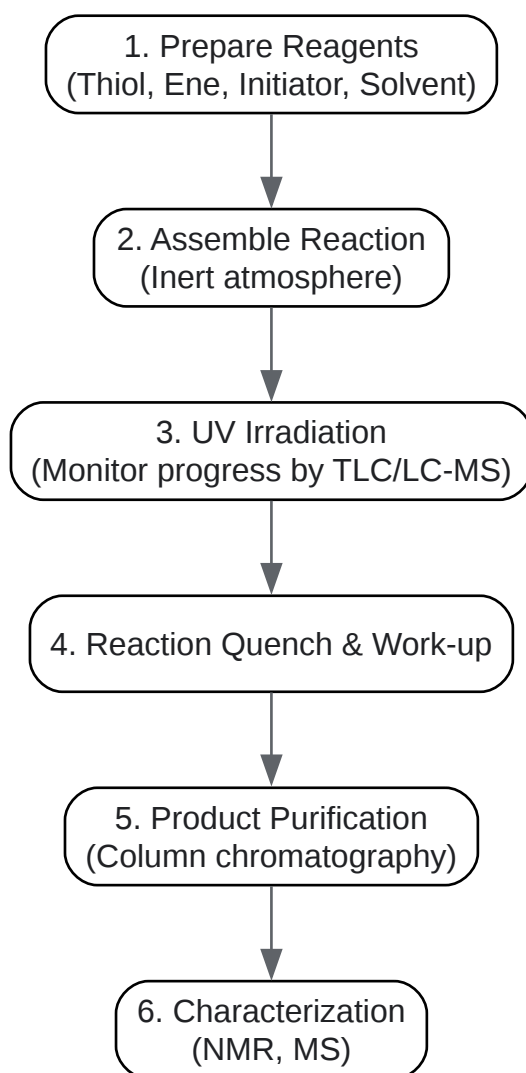 1. Prepare Reagents
(Thiol, Ene, Initiator, Solvent)
2. Assemble Reaction
(Inert atmosphere)
3. UV Irradiation
(Monitor progress by TLC/LC-MS)
4. Reaction Quench & Work-up
5. Product Purification
(Column chromatography)
6. Characterization
(NMR, MS)